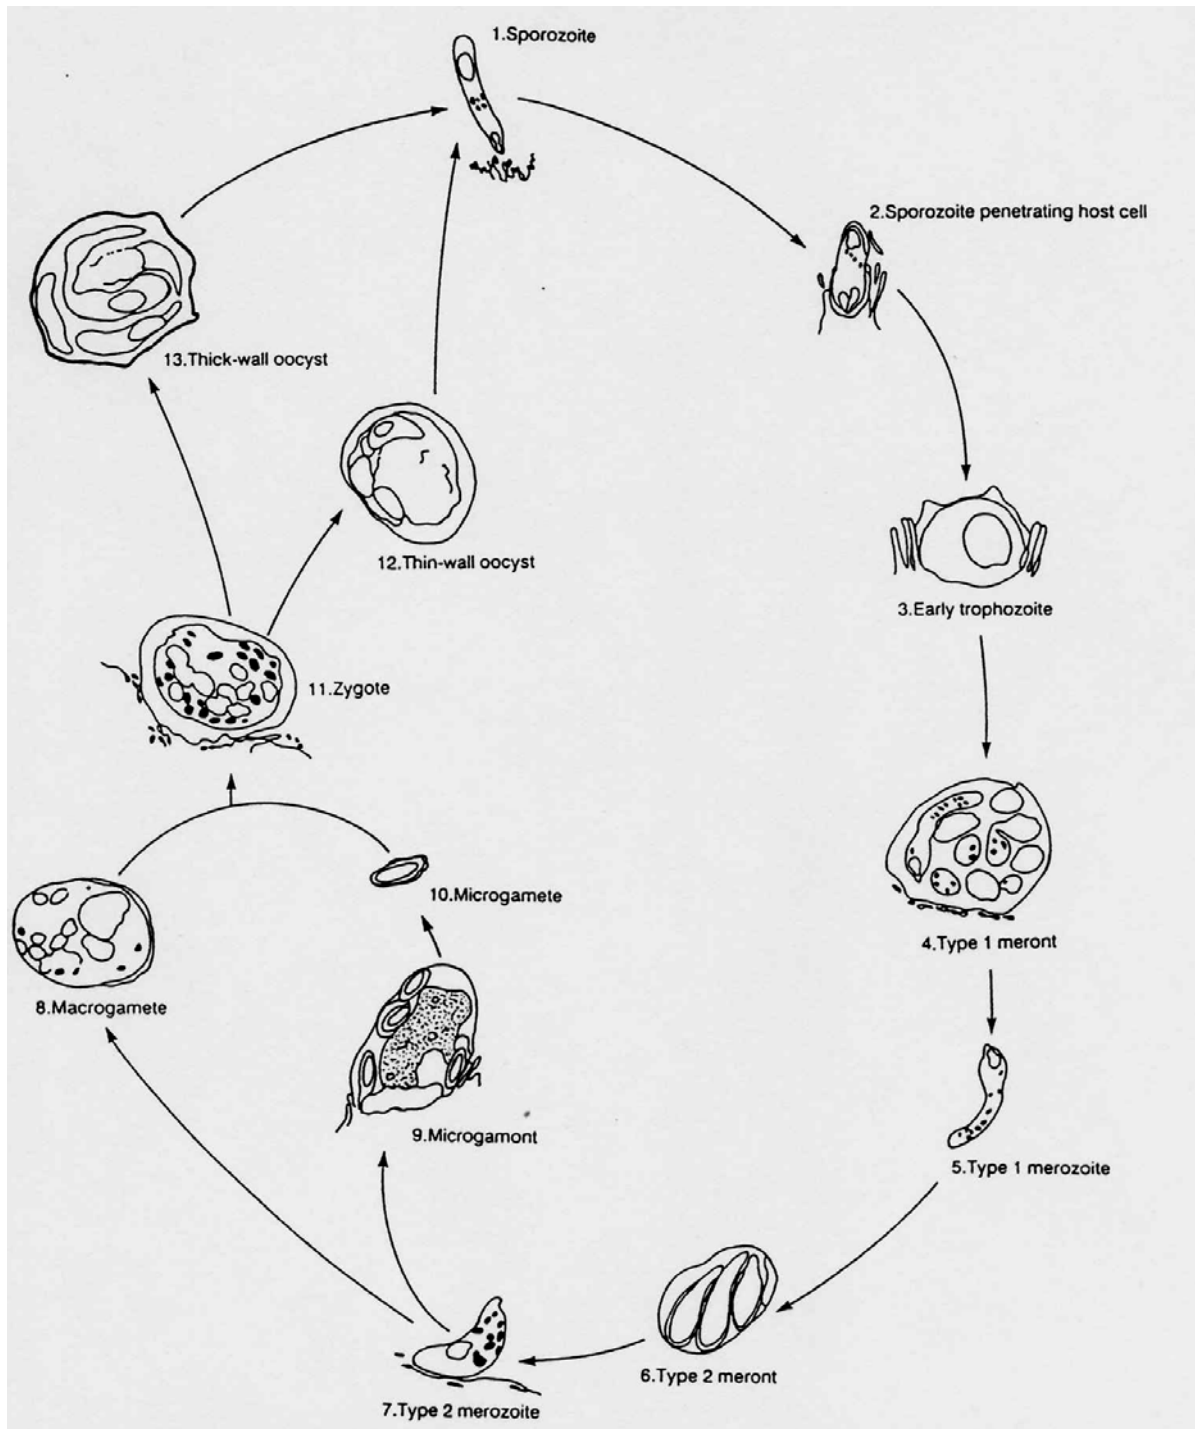 1.Sporozoite
2.Sporozoite penetrating host cell
3.Early trophozoite
4.Type 1 meront
5.Type 1 merozoite
6.Type 2 meront
7.Type 2 merozoite
8.Macrogamete
9.Microgamont
10.Microgamete
11.Zygote
12.Thin-wall oocyst
13.Thick-wall oocyst